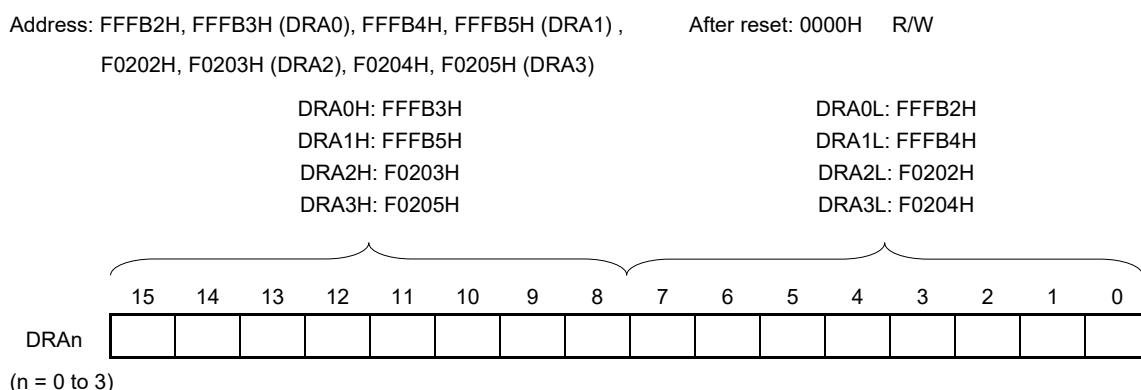 Address: FFFB2H, FFFB3H (DRA0), FFFB4H, FFFB5H (DRA1) , After reset: 0000H R/W
F0202H, F0203H (DRA2), F0204H, F0205H (DRA3)
DRA0H: FFFB3H DRA0L: FFFB2H
DRA1H: FFFB5H DRA1L: FFFB4H
DRA2H: F0203H DRA2L: F0202H
DRA3H: F0205H DRA3L: F0204H
15 14 13 12 11 10 9 8 7 6 5 4 3 2 1 0
DRAn
(n = 0 to 3)